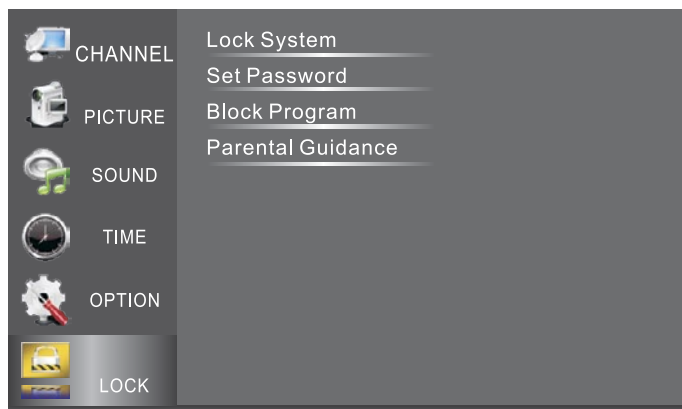 CHANNEL
PICTURE
SOUND
TIME
OPTION
LOCK
Lock System
Set Password
Block Program
Parental Guidance